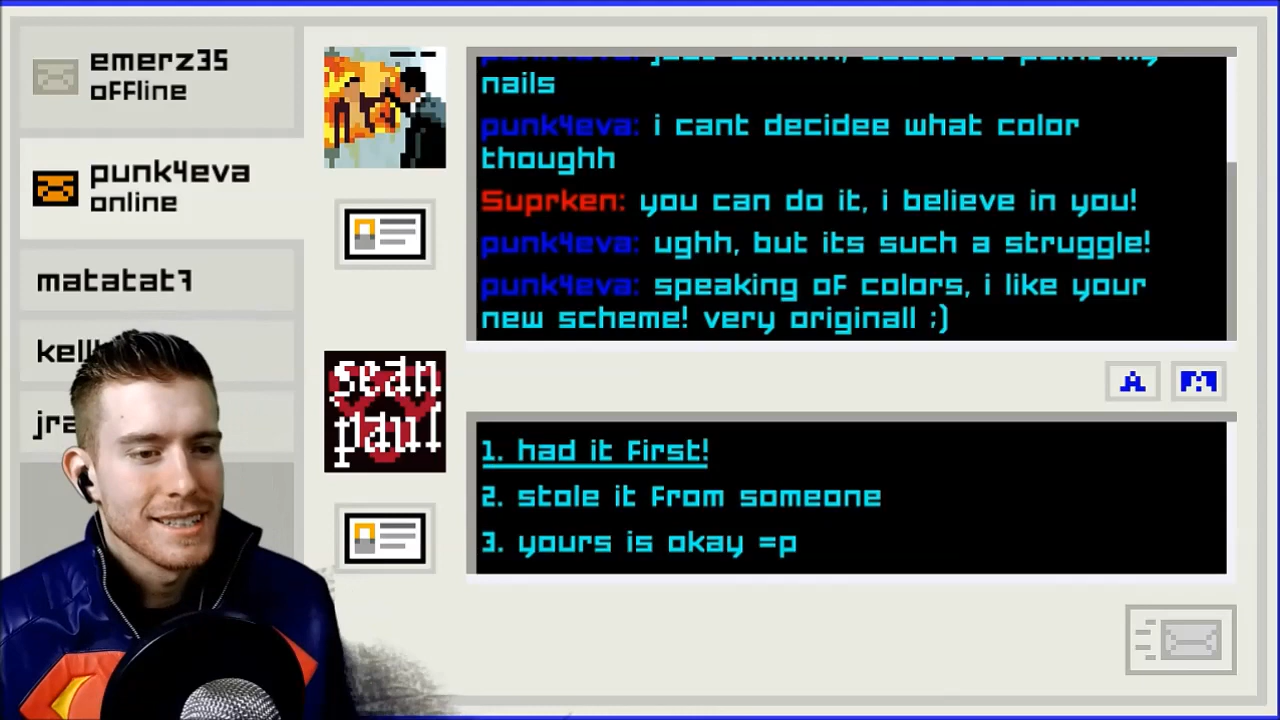 emerz35
offline
punk4eva
online
matatat7
nails
punk4eva: i cant decidee what color
thoughh
Suprken: you can do it, i believe in you!
punk4eva: ughh, but its such a struggle!
punk4eva: speaking of colors, i like your
new scheme! very originall ;)
sean
paul
A
1. had it first!
2. stole it from someone
3. yours is okay =p